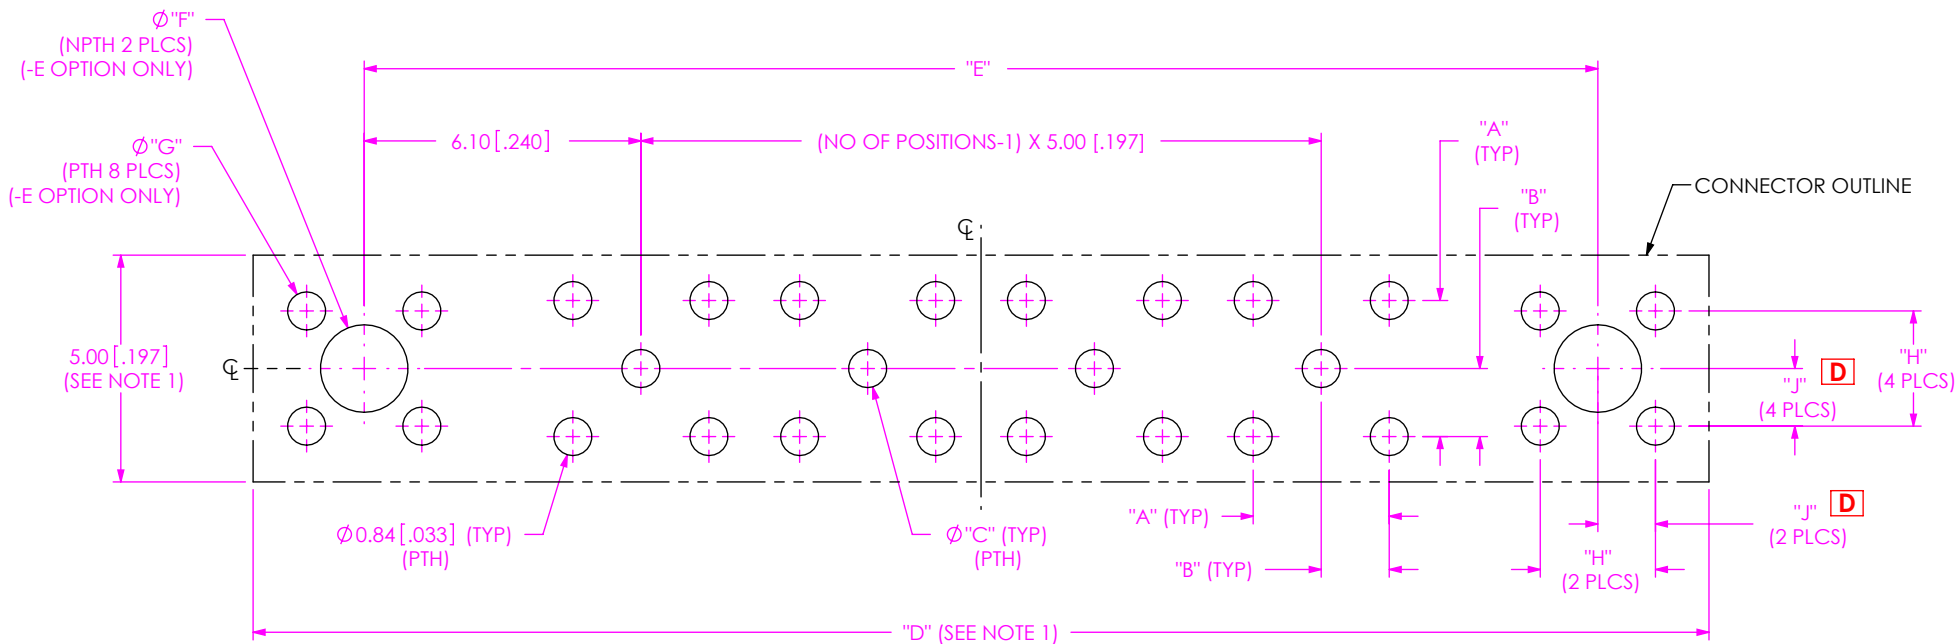 Ø"F"
(NPTH 2 PLCS)
(-E OPTION ONLY)
"E"
6.10 [.240]
(NO OF POSITIONS-1) X 5.00 [.197]
"A"
(TYP)
Ø"G"
(PTH 8 PLCS)
(-E OPTION ONLY)
CONNECTOR OUTLINE
"B"
(TYP)
℄
5.00 [.197]
(SEE NOTE 1)
℄
"H"
(4 PLCS)
"J" D
(4 PLCS)
Ø0.84 [.033] (TYP)
(PTH)
Ø"C" (TYP)
(PTH)
"A" (TYP)
"B" (TYP)
"H"
(2 PLCS)
"J" D
(2 PLCS)
"D" (SEE NOTE 1)